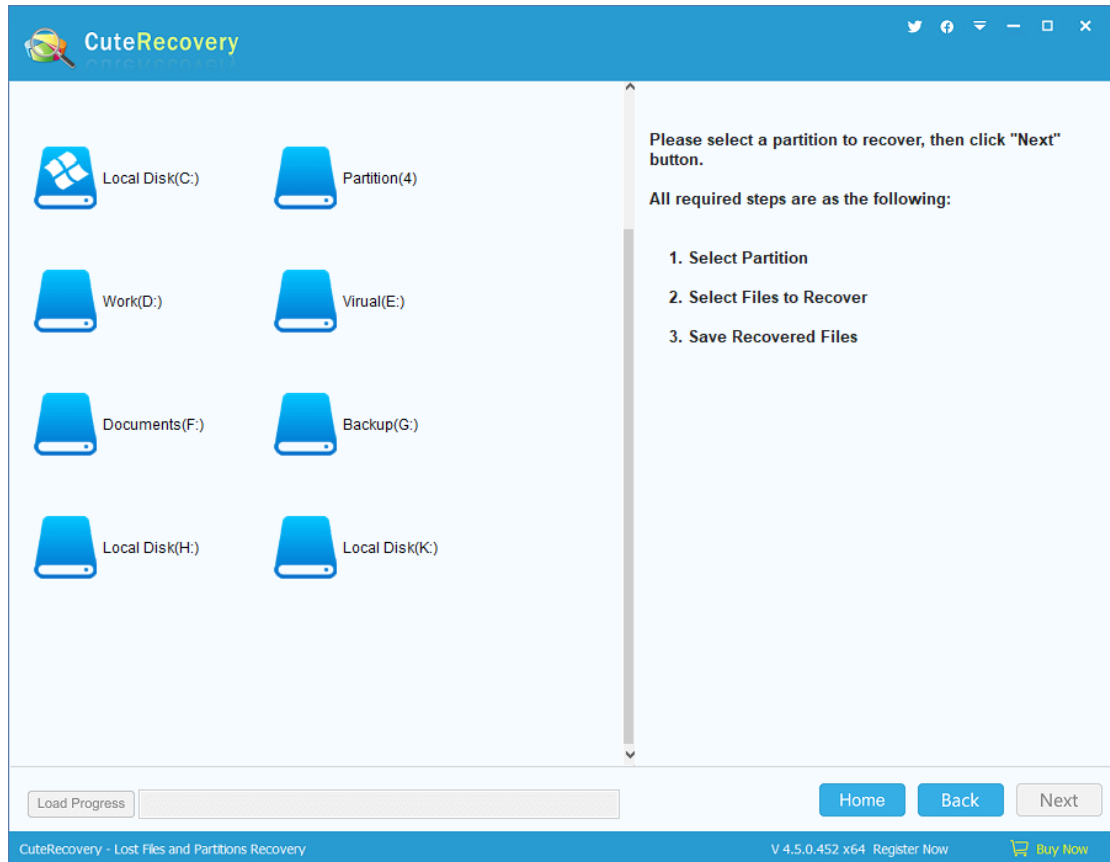 CuteRecovery
Please select a partition to recover, then click "Next"
button.
All required steps are as the following:
1. Select Partition
2. Select Files to Recover
3. Save Recovered Files
Local Disk(C:)
Partition(4)
Work(D:)
Virual(E:)
Documents(F:)
Backup(G:)
Local Disk(H:)
Local Disk(K:)
Load Progress
Home
Back
Next
CuteRecovery - Lost Files and Partitions Recovery
V 4.5.0.452 x64 Register Now
Buy Now